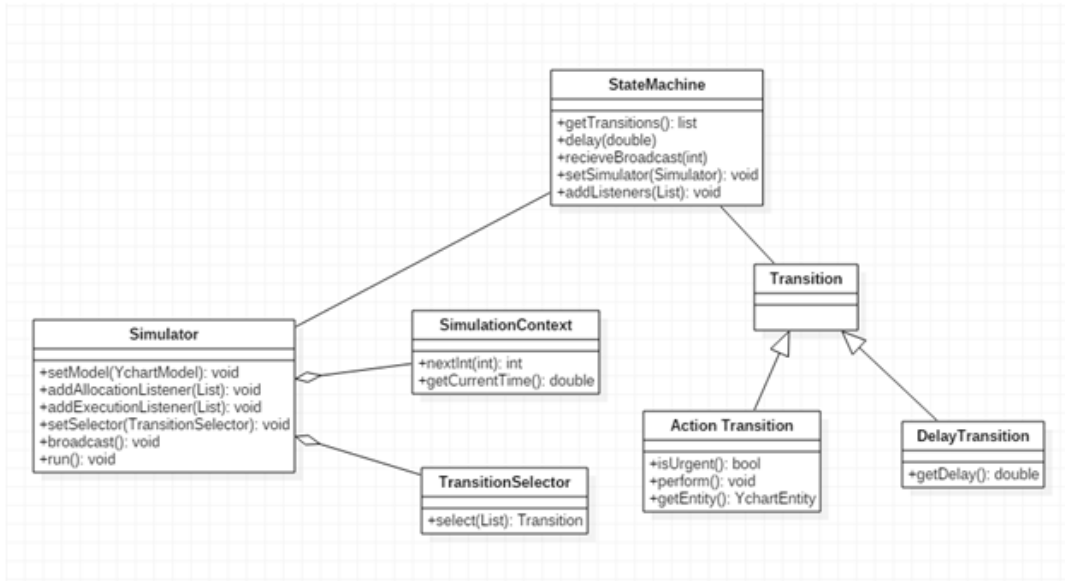 StateMachine
+getTransitions(): list
+delay(double)
+recieveBroadcast(int)
+setSimulator(Simulator): void
+addListeners(List): void
Transition
Simulator
+setModel(YchartModel): void
+addAllocationListener(List): void
+addExecutionListener(List): void
+setSelector(TransitionSelector): void
+broadcast(): void
+run(): void
SimulationContext
+nextInt(int): int
+getCurrentTime(): double
TransitionSelector
+select(List): Transition
Action Transition
+isUrgent(): bool
+perform(): void
+getEntity(): YchartEntity
DelayTransition
+getDelay(): double